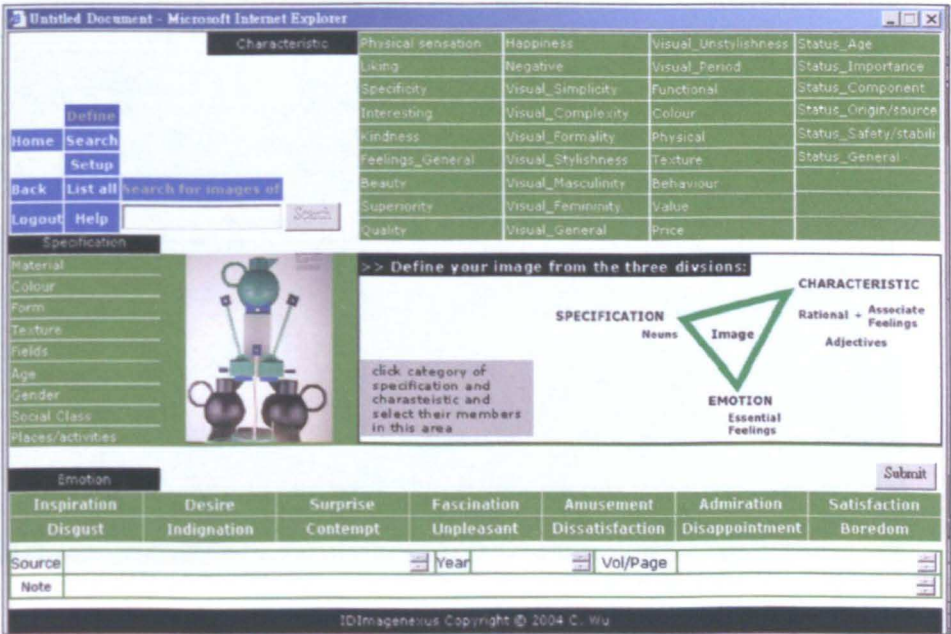 Untitled Document - Microsoft Internet Explorer
Characteristic
Physical sensation Happiness Visual_Unstylishness Status_Age
Liking Negative Visual_Period Status_Importance
Specificity Visual_Simplicity Functional Status_Component
Interesting Visual_Complexity Colour Status_Origin/source
Kindness Visual_Formality Physical Status_Safety/stabili
Feelings_General Visual_Stylishness Texture Status_General
Beauty Visual_Masculinity Behaviour
Superiority Visual_Femininity Value
Quality Visual_General Price
Define
Home Search
Setup
Back List all Search for images of
Logout Help Search
Specification
Material
Colour
Form
Texture
Fields
Age
Gender
Social Class
Places/activities
>> Define your image from the three divsions:
click category of
specification and
charasteistic and
select their members
in this area
SPECIFICATION
Nouns
Image
CHARACTERISTIC
Rational + Associate
Feelings
Adjectives
EMOTION
Essential
Feelings
Emotion
Submit
Inspiration Desire Surprise Fascination Amusement Admiration Satisfaction
Disgust Indignation Contempt Unpleasant Dissatisfaction Disappointment Boredom
Source Year Vol/Page
Note
IDImagenexus Copyright © 2004 C. Wu